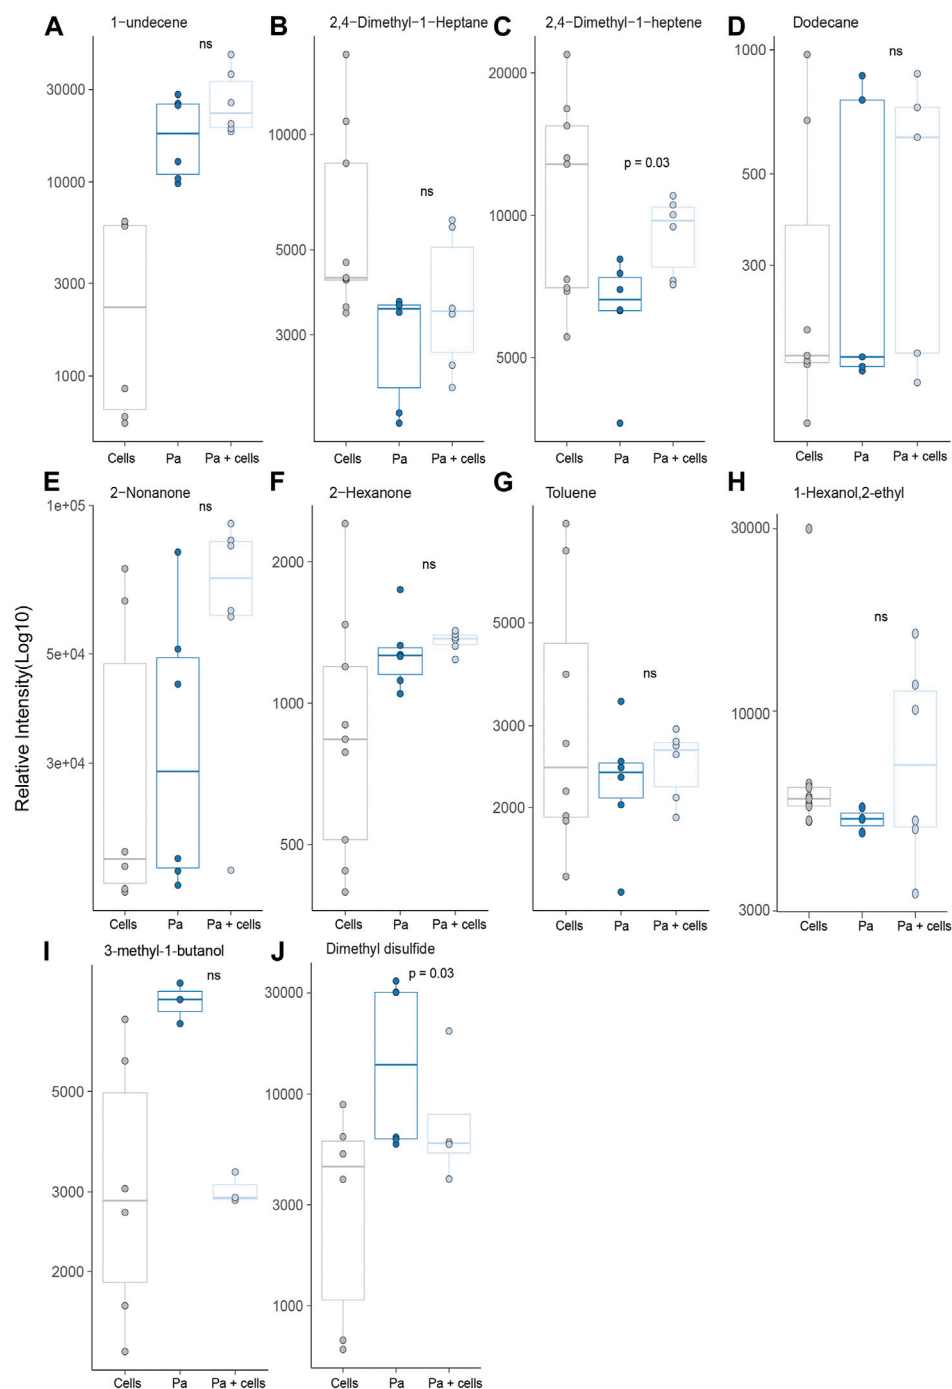 A 1−undecene
ns
30000
10000
3000
1000
Cells Pa Pa + cells
B 2,4−Dimethyl−1−Heptane
ns
10000
5000
3000
Cells Pa Pa + cells
C 2,4−Dimethyl−1−heptene
p = 0.03
20000
10000
5000
Cells Pa Pa + cells
D Dodecane
ns
1000
500
300
Cells Pa Pa + cells
Relative Intensity(Log10)
E 2−Nonanone
ns
1e+05
5e+04
3e+04
Cells Pa Pa + cells
F 2−Hexanone
ns
2000
1000
500
Cells Pa Pa + cells
G Toluene
ns
5000
3000
2000
Cells Pa Pa + cells
H 1-Hexanol,2-ethyl
ns
30000
10000
3000
Cells Pa Pa + cells
I 3-methyl-1-butanol
ns
5000
3000
2000
Cells Pa Pa + cells
J Dimethyl disulfide
p = 0.03
30000
10000
3000
1000
Cells Pa Pa + cells